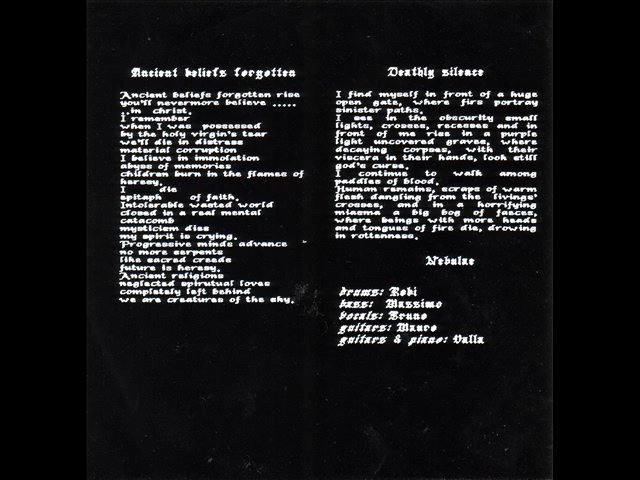 Ancient beliefs forgotten
Ancient beliefs forgotten rise
you'll nevermore believe .....
..in christ.
I remember
when I was possessed
by the holy virgin's tear
we'll die in distress
material corruption
I believe in immolation
abyss of memories
children burn in the flames of
heresy.
I die
epitaph of faith.
Intolerable wasted world
closed in a real mental
catacomb
mysticism dies
my spirit is crying.
Progressive minds advance
no more serpents
like sacred creeds
future is heresy.
Ancient religions
neglected spirutual loves
completely left behind
we are creatures of the sky.
Deathly silence
I find myself in front of a huge
open gate, where firs portray
sinister paths.
I see in the obscurity small
lights, crosses, recesses and in
front of me rise in a purple
light uncovered graves, where
decaying corpses, with their
viscera in their hands, look still
god's curse.
I continue to walk among
puddles of blood.
Human remains, scraps of warm
flesh dangling from the livings'
crosses, and in a horrifying
miasma a big bog of faeces,
where beings with more heads
and tongues of fire die, drowing
in rottenness.
Nebulae
drums: Robi
bass: Massimo
vocals: Bruno
guitars: Mauro
guitars & piano: Valla